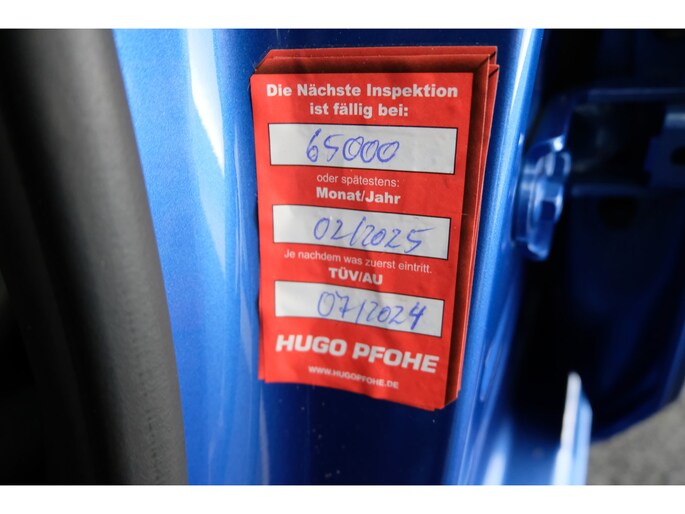 Die Nächste Inspektion
ist fällig bei:
65000
oder spätestens:
Monat/Jahr
02/2025
Je nachdem was zuerst eintritt.
TÜV/AU
07/2024
HUGO PFOHE
WWW.HUGOPFOHE.DE